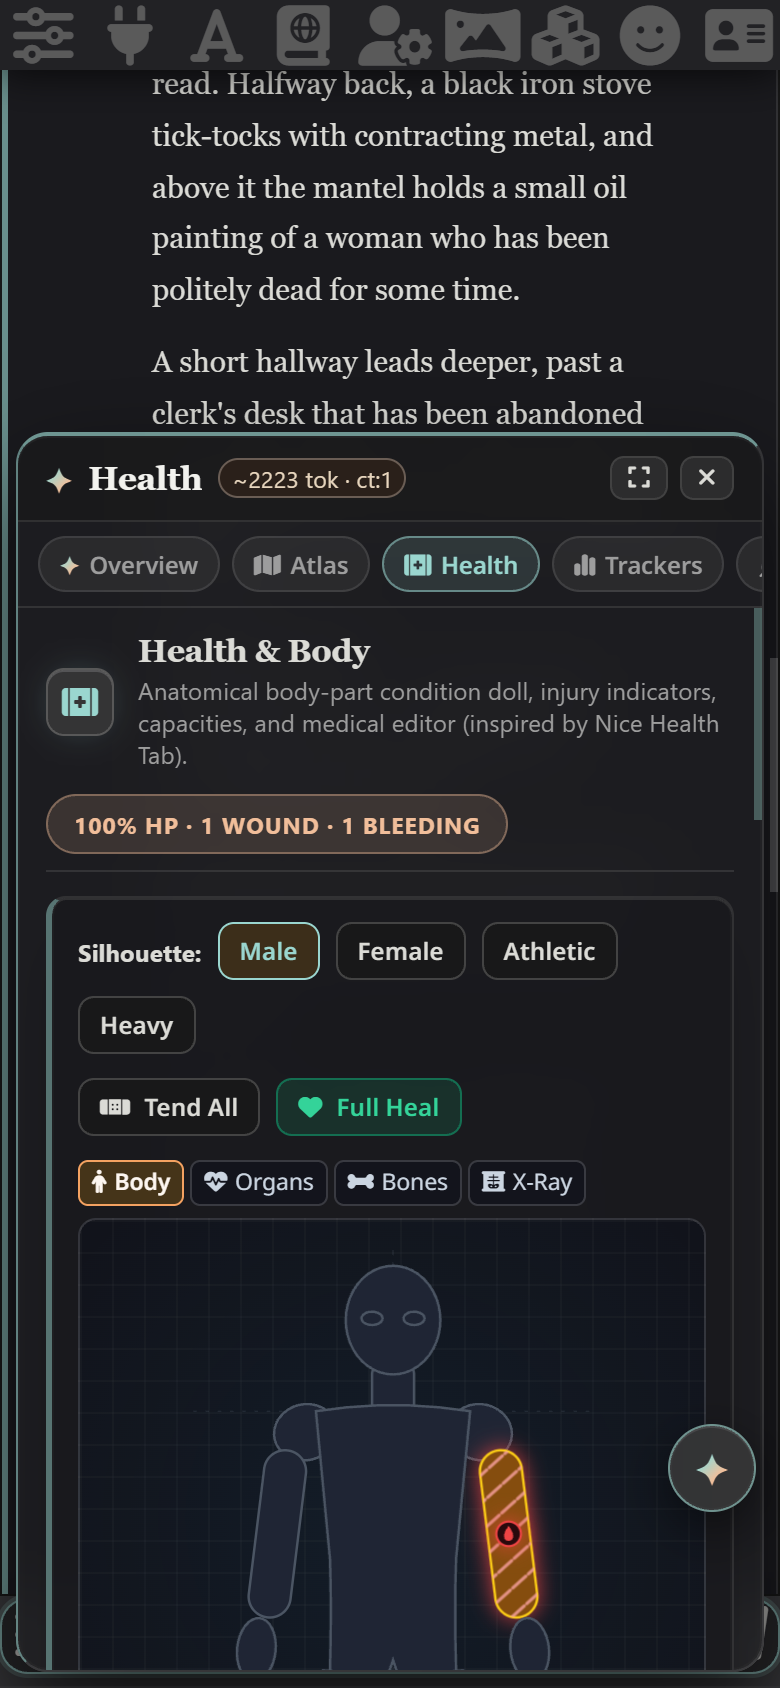 read. Halfway back, a black iron stove
tick-tocks with contracting metal, and
above it the mantel holds a small oil
painting of a woman who has been
politely dead for some time.
A short hallway leads deeper, past a
clerk's desk that has been abandoned
Health ~2223 tok · ct:1
Overview Atlas Health Trackers
Health & Body
Anatomical body-part condition doll, injury indicators,
capacities, and medical editor (inspired by Nice Health
Tab).
100% HP · 1 WOUND · 1 BLEEDING
Silhouette: Male Female Athletic
Heavy
Tend All Full Heal
Body Organs Bones X-Ray